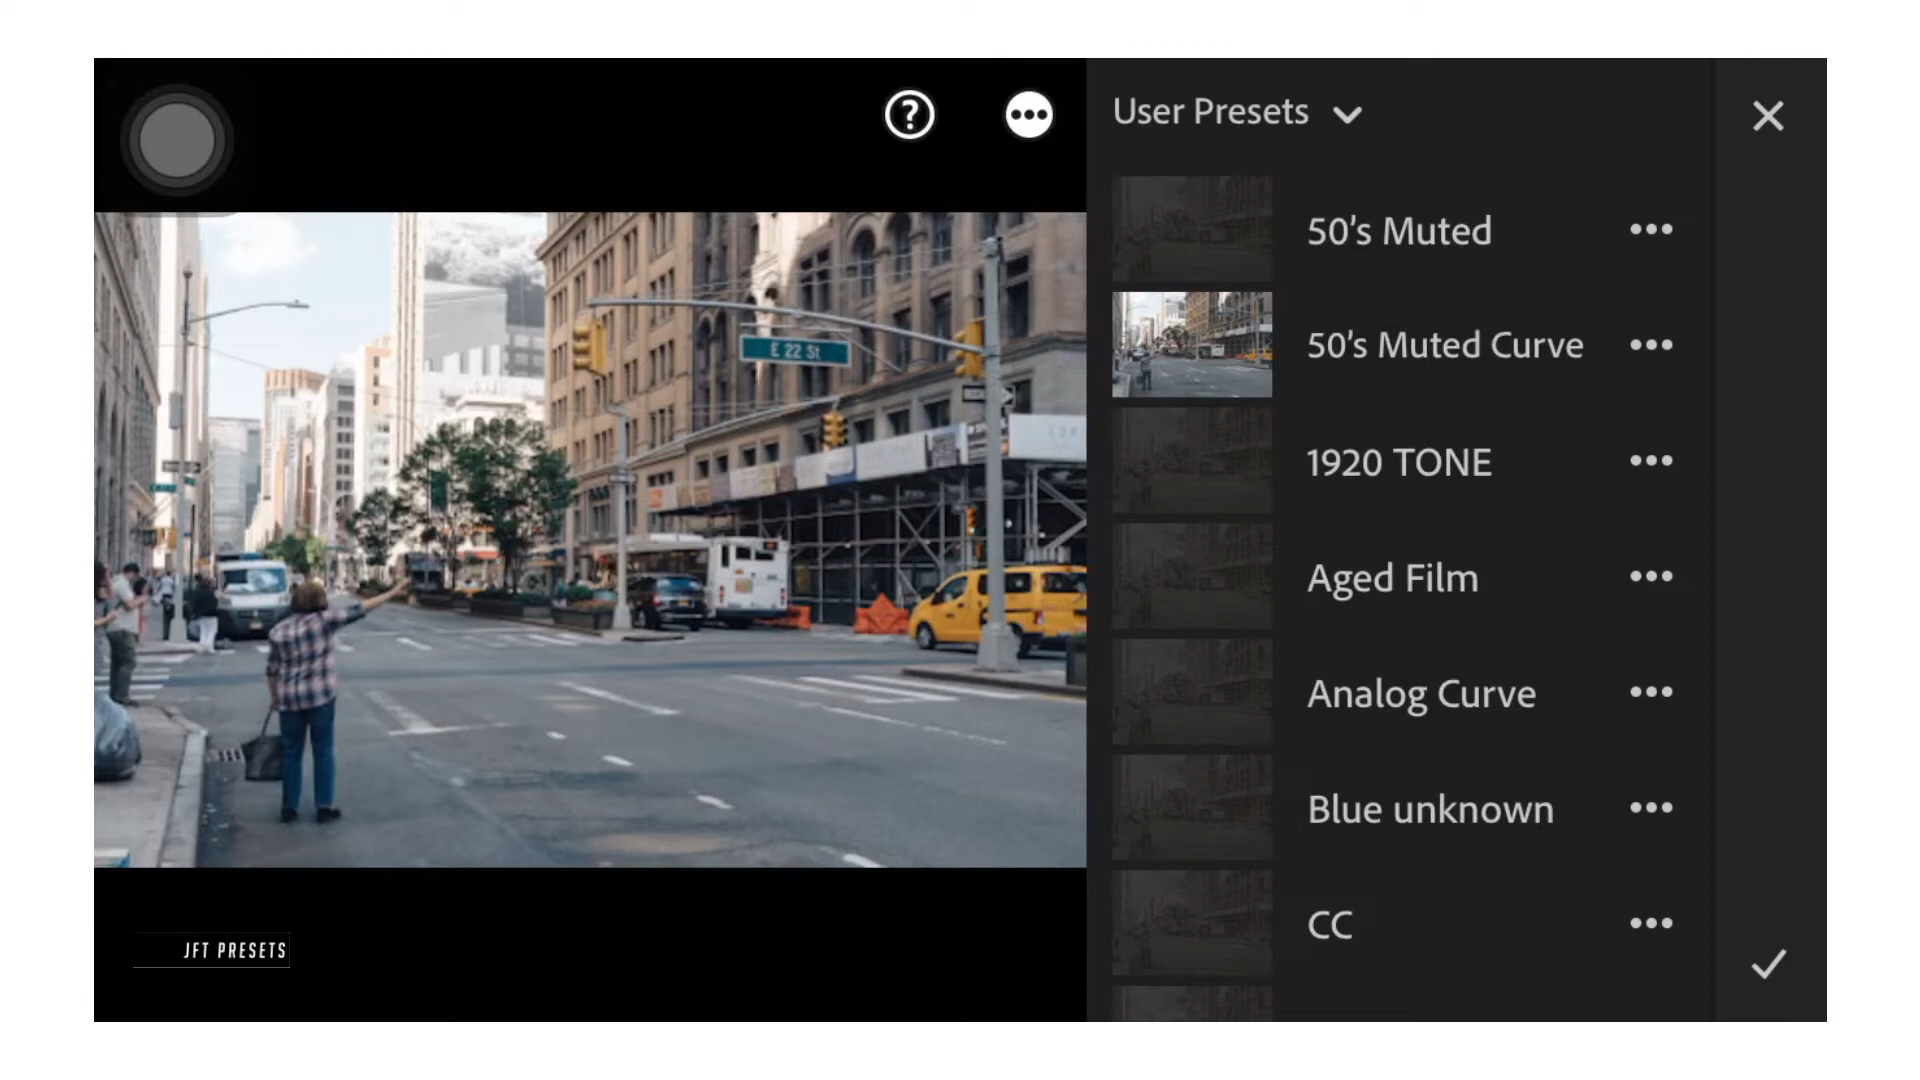 User Presets
50's Muted
50's Muted Curve
1920 TONE
Aged Film
Analog Curve
Blue unknown
CC
E 22 St
JFT PRESETS